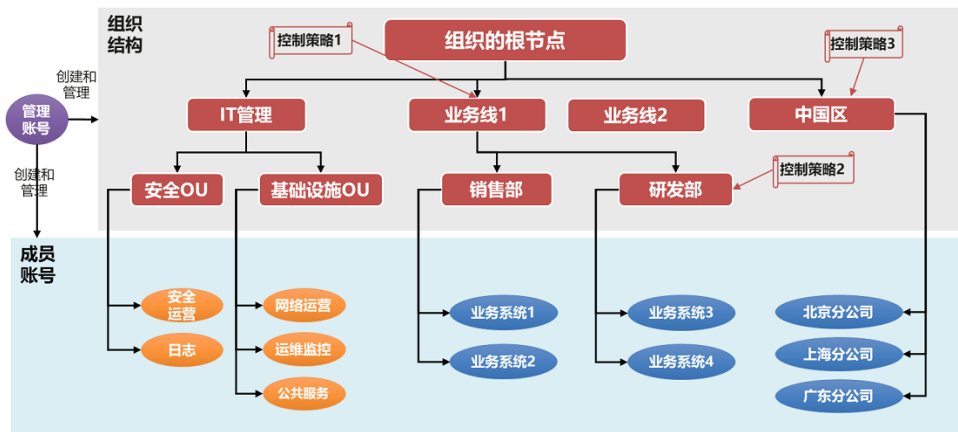 组织
结构
控制策略1
组织的根节点
控制策略3
创建和
管理
管理
账号
IT管理
业务线1
业务线2
中国区
创建和
管理
安全OU
基础设施OU
销售部
研发部
控制策略2
成员
账号
安全
运营
网络运营
业务系统1
业务系统3
北京分公司
日志
运维监控
业务系统2
业务系统4
上海分公司
公共服务
广东分公司